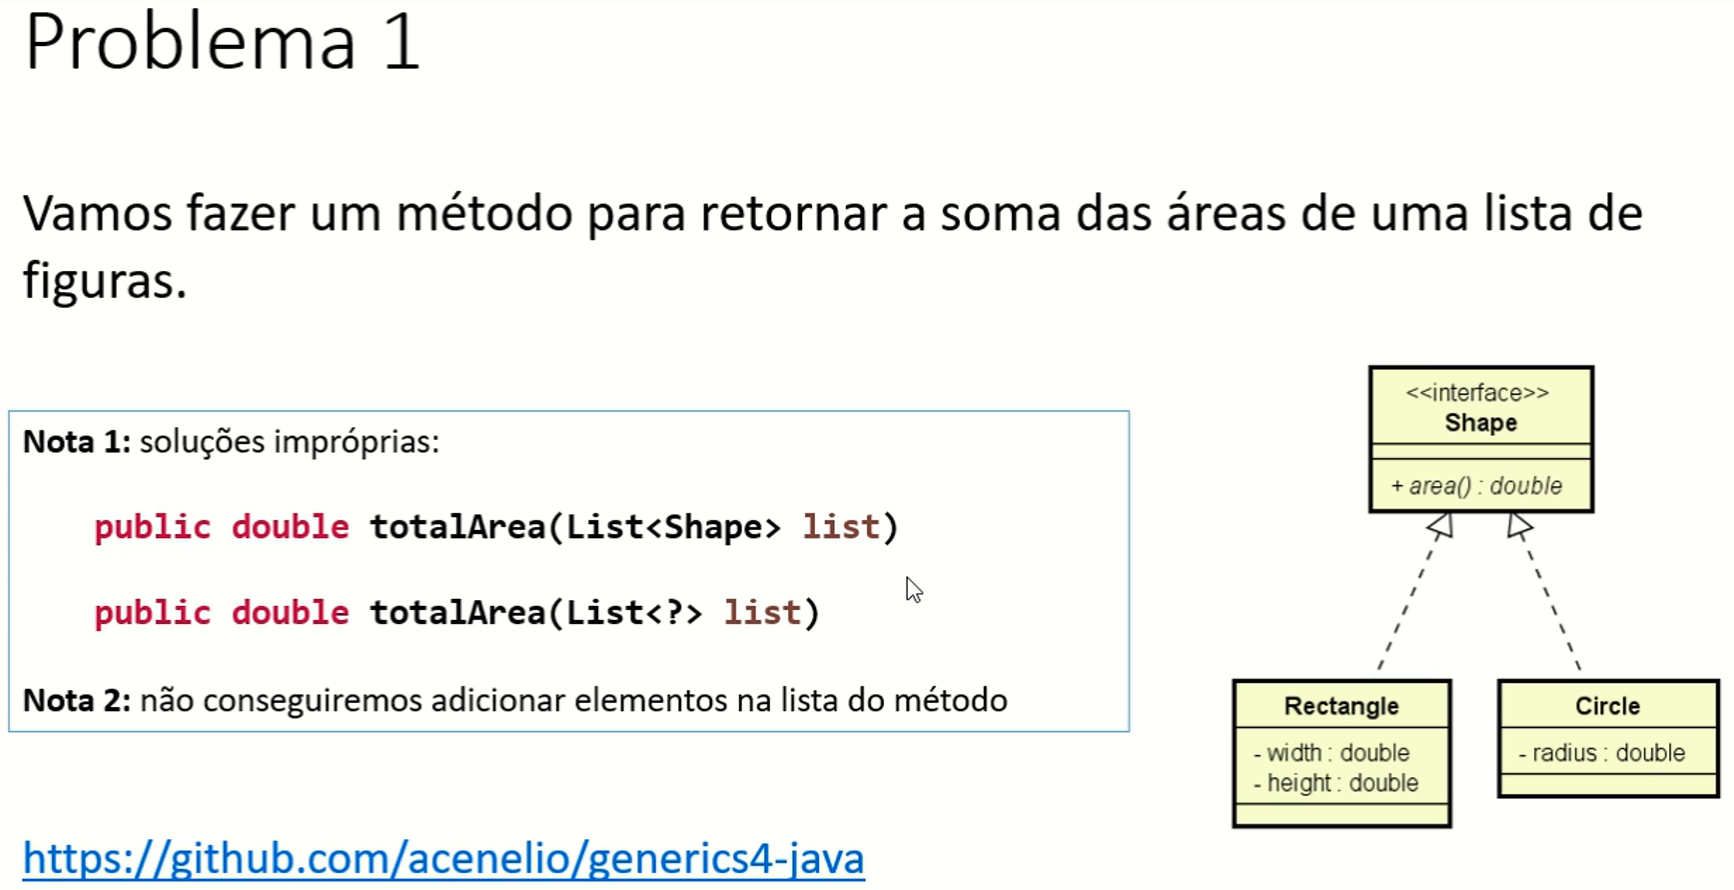 Problema 1
Vamos fazer um método para retornar a soma das áreas de uma lista de
figuras.
Nota 1: soluções impróprias:
public double totalArea(List<Shape> list)
public double totalArea(List<?> list)
Nota 2: não conseguiremos adicionar elementos na lista do método
https://github.com/acenelio/generics4-java
<<interface>>
Shape
+ area() : double
Rectangle
- width : double
- height : double
Circle
- radius : double